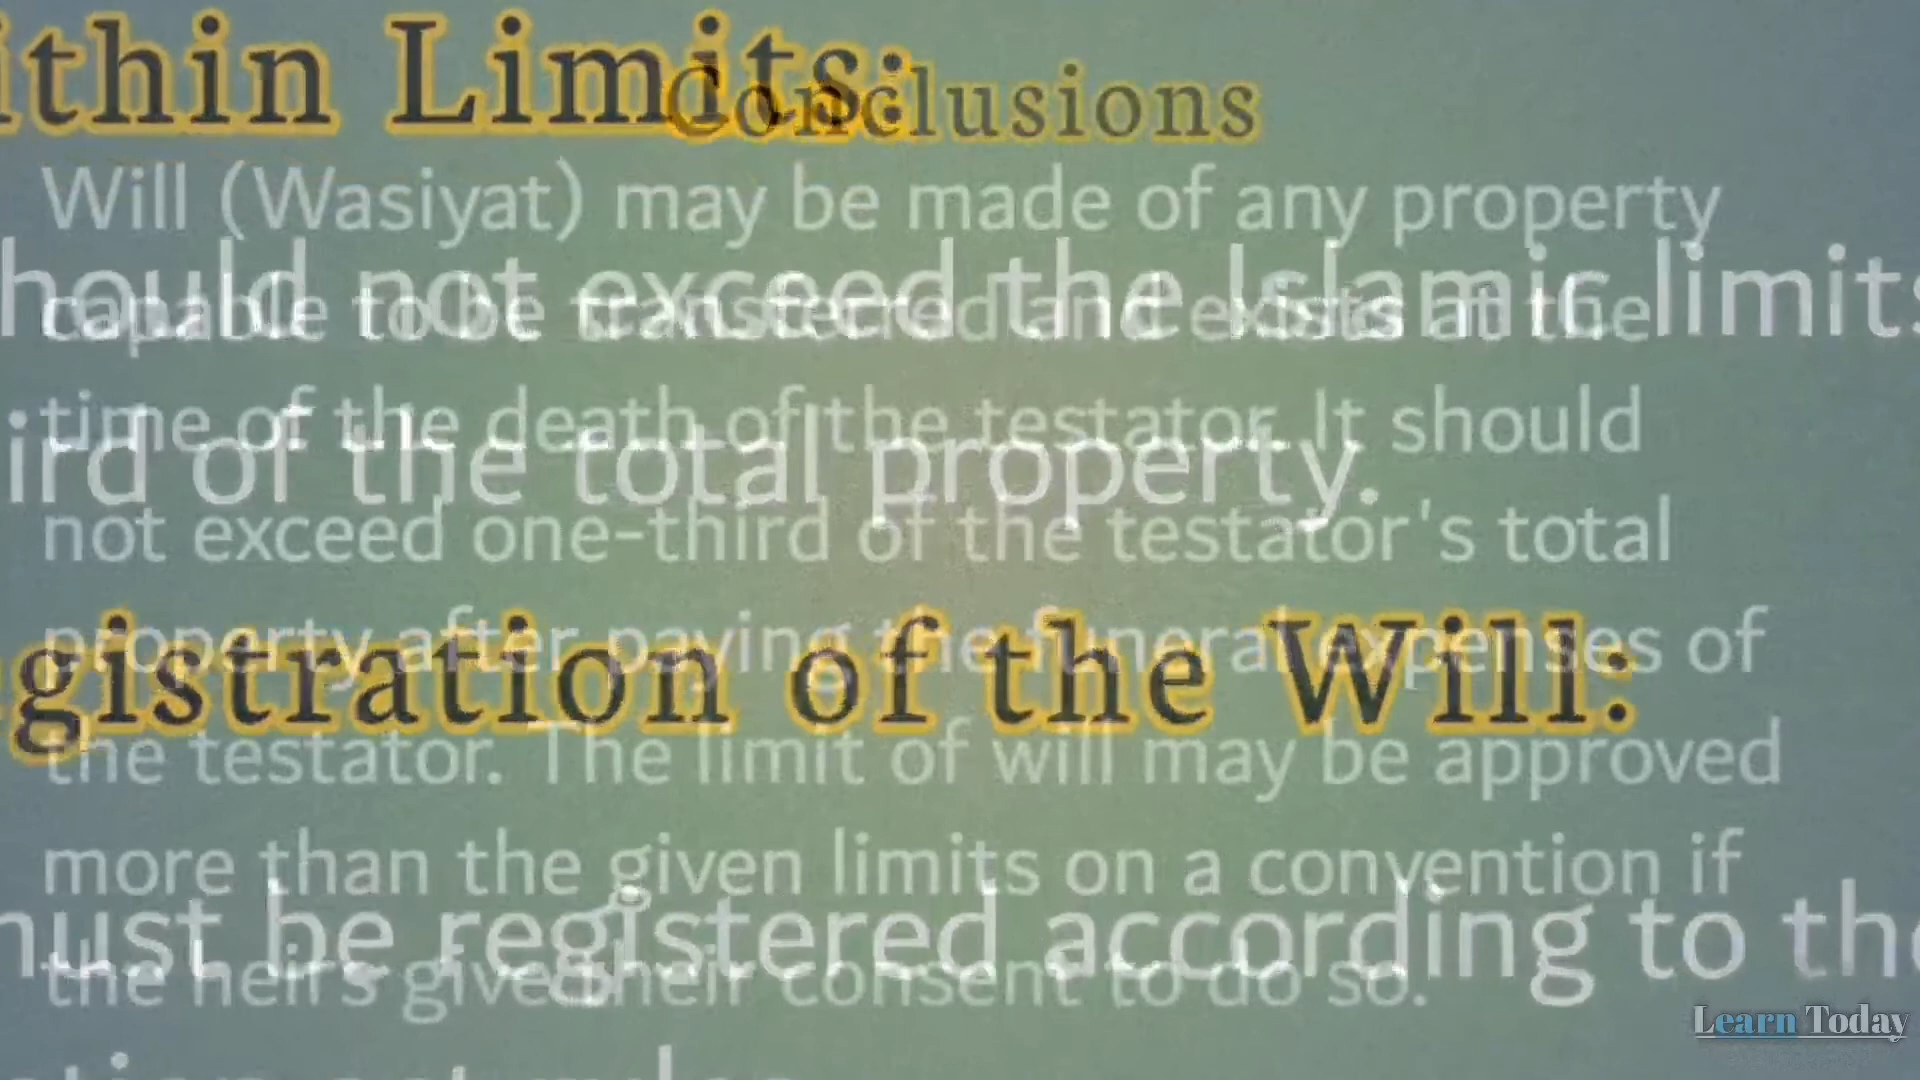 ithin Limits:
Conclusions
Will (Wasiyat) may be made of any property
hould not exceed the Islamic limits
capable to be transferred and exists at the
time of the death of the testator. It should
ird of the total property.
not exceed one-third of the testator's total
property after paying the funeral expenses of
gistration of the Will:
the testator. The limit of will may be approved
more than the given limits on a convention if
must be registered according to the
the heirs give their consent to do so.
Learn Today